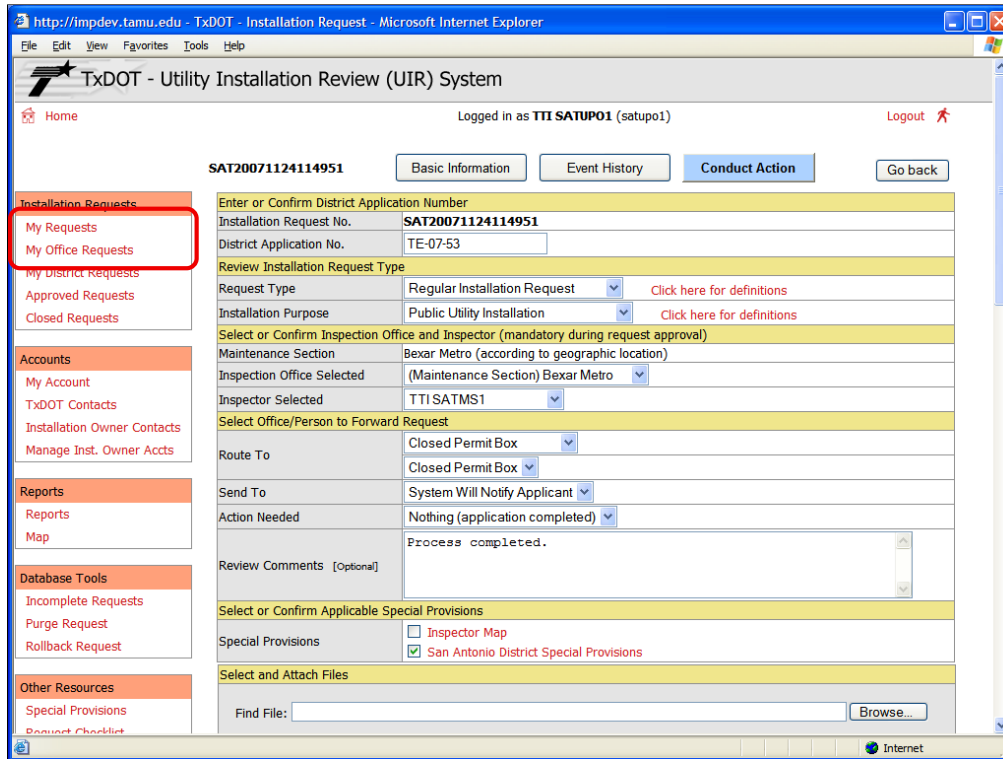 http://impdev.tamu.edu - TxDOT - Installation Request - Microsoft Internet Explorer
File Edit View Favorites Tools Help
TxDOT - Utility Installation Review (UIR) System
Home Logged in as TTI SATUPO1 (satupo1) Logout
SAT20071124114951 Basic Information Event History Conduct Action Go back
Installation Requests
My Requests
My Office Requests
My District Requests
Approved Requests
Closed Requests
Accounts
My Account
TxDOT Contacts
Installation Owner Contacts
Manage Inst. Owner Accts
Reports
Reports
Map
Database Tools
Incomplete Requests
Purge Request
Rollback Request
Other Resources
Special Provisions
Request Checklist
Enter or Confirm District Application Number
Installation Request No. SAT20071124114951
District Application No. TE-07-53
Review Installation Request Type
Request Type Regular Installation Request Click here for definitions
Installation Purpose Public Utility Installation Click here for definitions
Select or Confirm Inspection Office and Inspector (mandatory during request approval)
Maintenance Section Bexar Metro (according to geographic location)
Inspection Office Selected (Maintenance Section) Bexar Metro
Inspector Selected TTI SATMS1
Select Office/Person to Forward Request
Route To Closed Permit Box
Closed Permit Box
Send To System Will Notify Applicant
Action Needed Nothing (application completed)
Review Comments [Optional] Process completed.
Select or Confirm Applicable Special Provisions
Special Provisions Inspector Map
San Antonio District Special Provisions
Select and Attach Files
Find File: Browse...
Internet